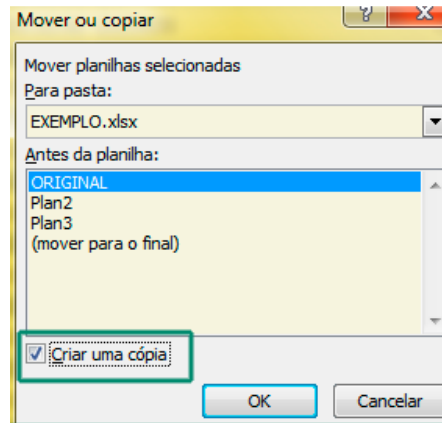 Mover ou copiar
Mover planilhas selecionadas
Para pasta:
EXEMPLO.xlsx
Antes da planilha:
ORIGINAL
Plan2
Plan3
(mover para o final)
Criar uma cópia
OK Cancelar